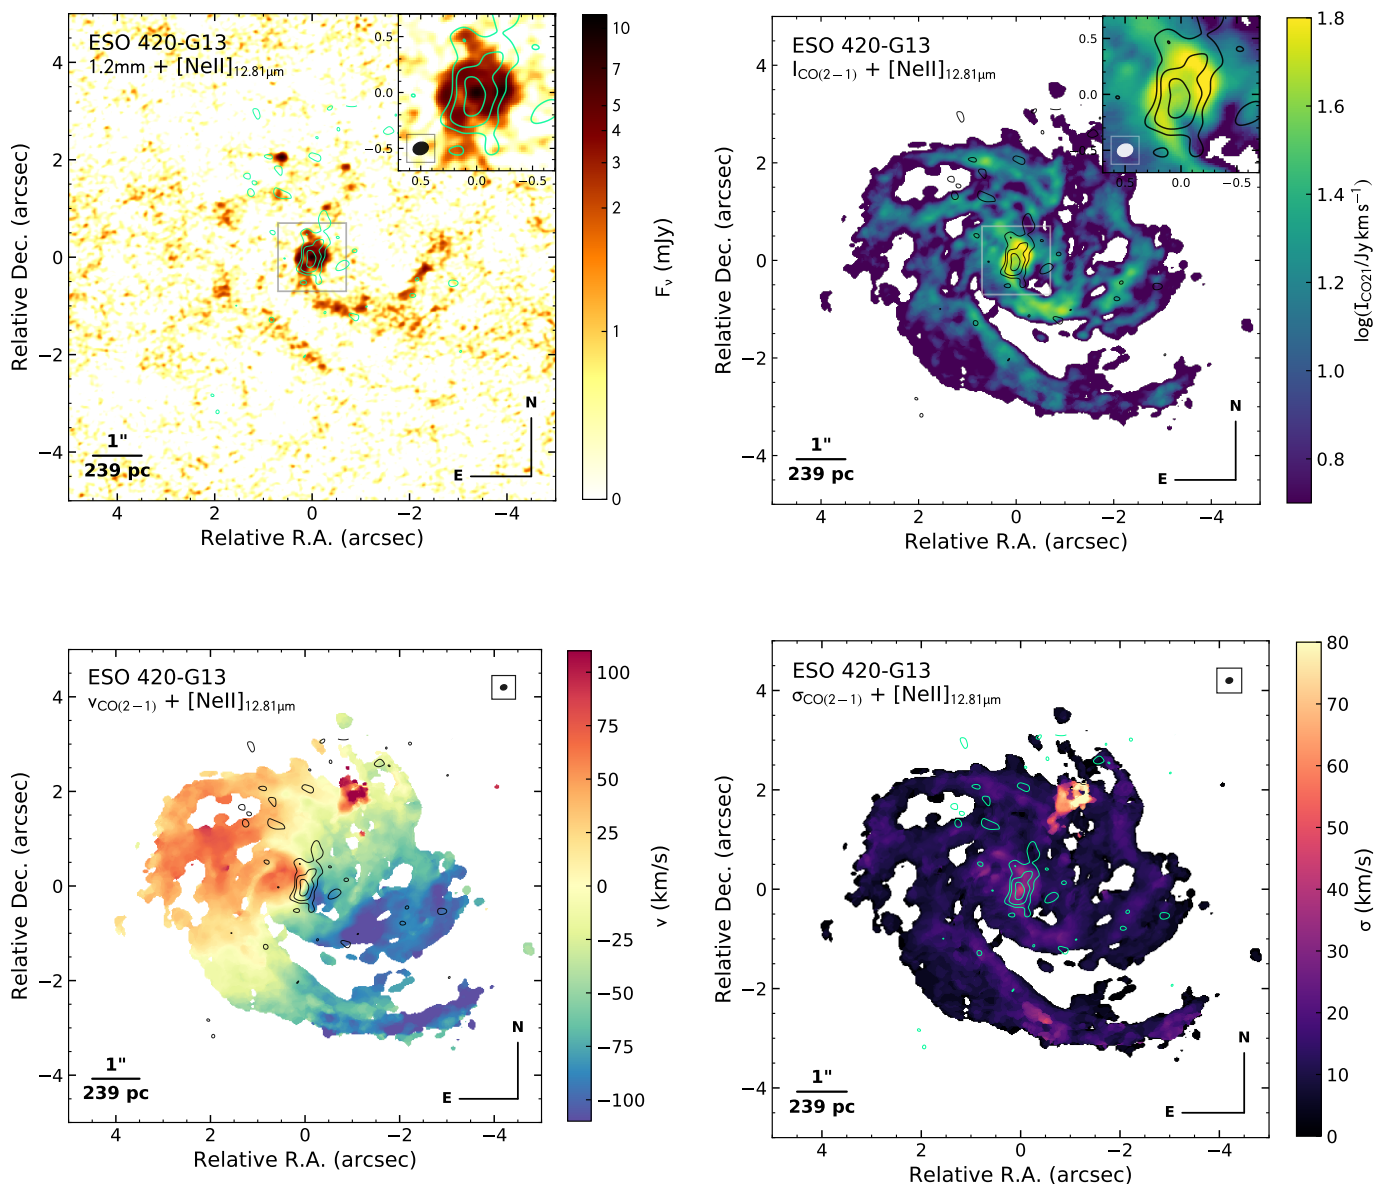 ESO 420-G13
1.2mm + [NeII]12.81μm
0.5
0.0
−0.5
0.5 0.0 −0.5
4
2
0
−2
−4
Relative Dec. (arcsec)
1"
239 pc
N
E
4 2 0 −2 −4
Relative R.A. (arcsec)
10
7
5
4
3
2
1
0
Fν (mJy)
ESO 420-G13
ICO(2−1) + [NeII]12.81μm
0.5
0.0
−0.5
0.5 0.0 −0.5
4
2
0
−2
−4
Relative Dec. (arcsec)
1"
239 pc
N
E
4 2 0 −2 −4
Relative R.A. (arcsec)
1.8
1.6
1.4
1.2
1.0
0.8
log(ICO21/Jy km s−1)
ESO 420-G13
vCO(2−1) + [NeII]12.81μm
4
2
0
−2
−4
Relative Dec. (arcsec)
1"
239 pc
N
E
4 2 0 −2 −4
Relative R.A. (arcsec)
100
75
50
25
0
−25
−50
−75
−100
v (km/s)
ESO 420-G13
σCO(2−1) + [NeII]12.81μm
4
2
0
−2
−4
Relative Dec. (arcsec)
1"
239 pc
N
E
4 2 0 −2 −4
Relative R.A. (arcsec)
80
70
60
50
40
30
20
10
0
σ (km/s)